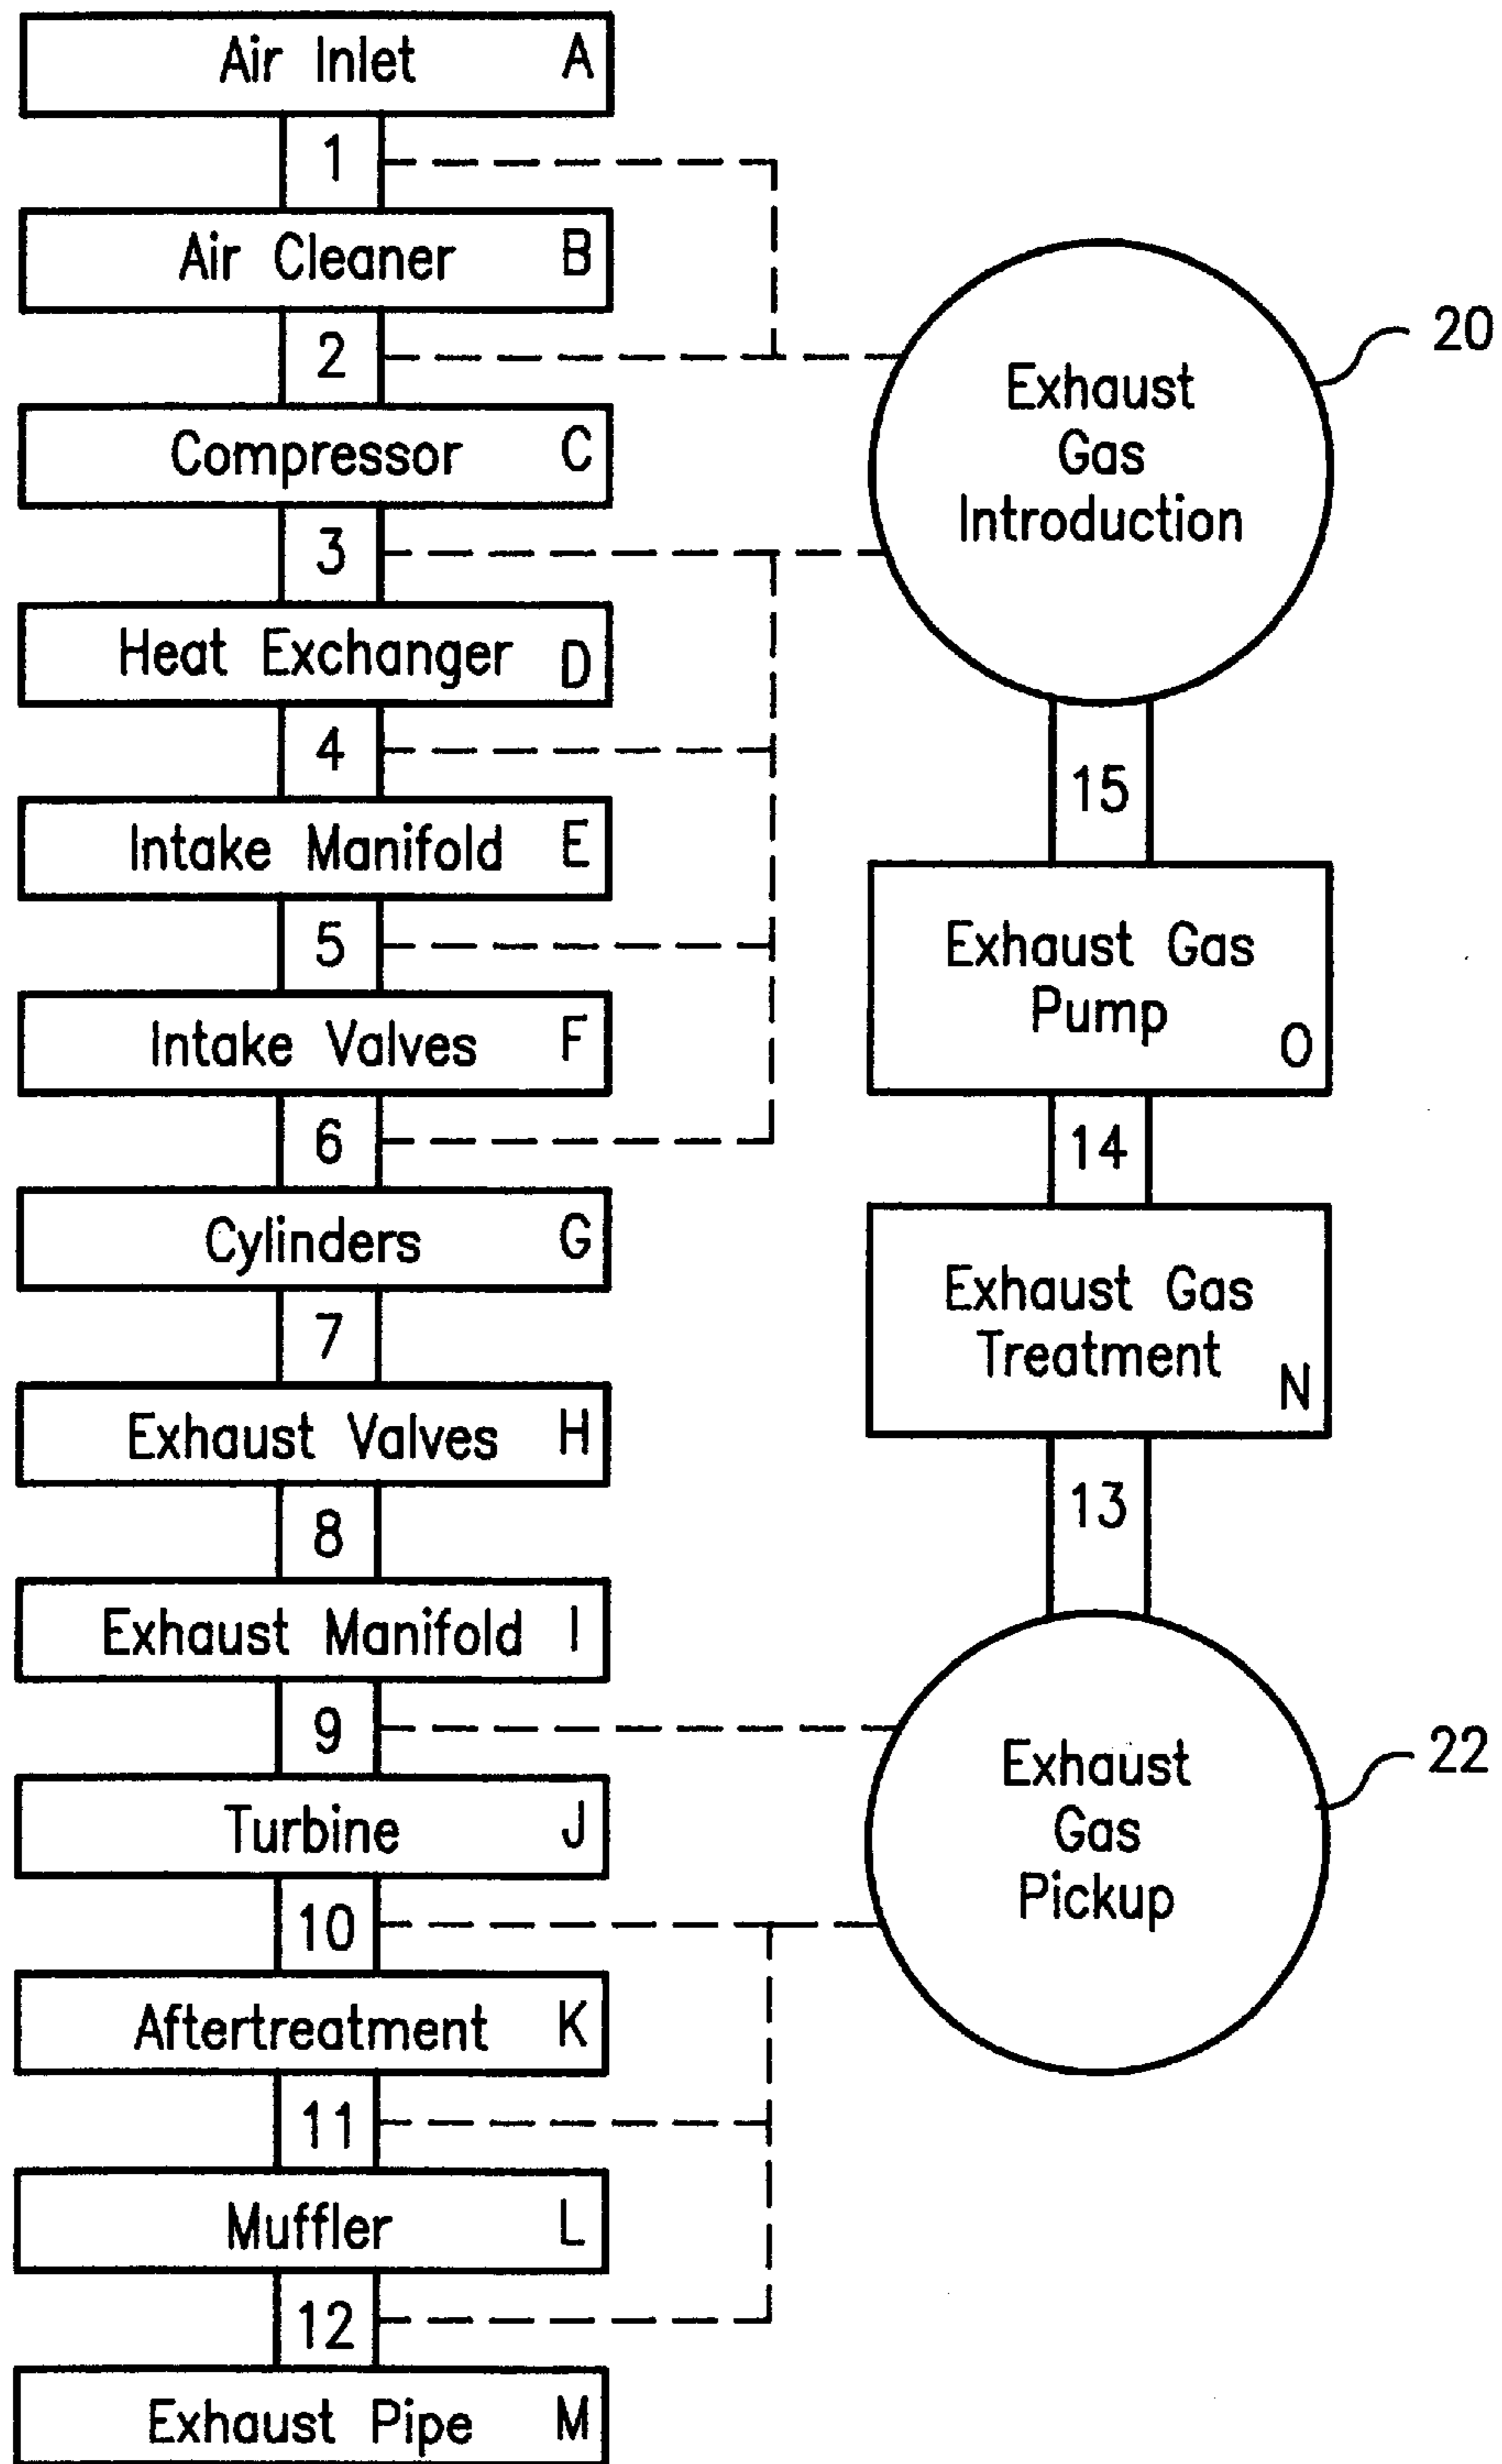 Air Inlet A
1
Air Cleaner B
2
Compressor C
3
Heat Exchanger D
4
Intake Manifold E
5
Intake Valves F
6
Cylinders G
7
Exhaust Valves H
8
Exhaust Manifold I
9
Turbine J
10
Aftertreatment K
11
Muffler L
12
Exhaust Pipe M
20
Exhaust
Gas
Introduction
15
Exhaust Gas
Pump
O
14
Exhaust Gas
Treatment
N
13
22
Exhaust
Gas
Pickup